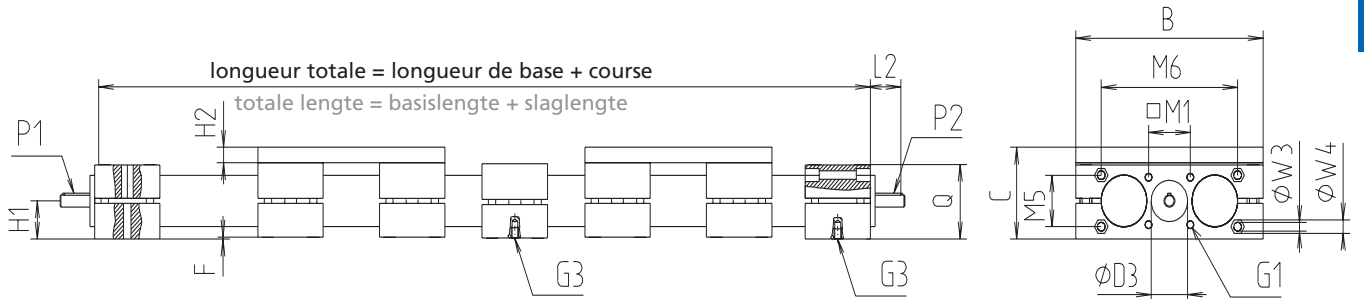 longueur totale = longueur de base + course
totale lengte = basislengte + slaglengte
L2
H2
P1
P2
H1
F
Q
G3
G3
B
M6
□M1
C
M5
ØW3
ØW4
ØD3
G1